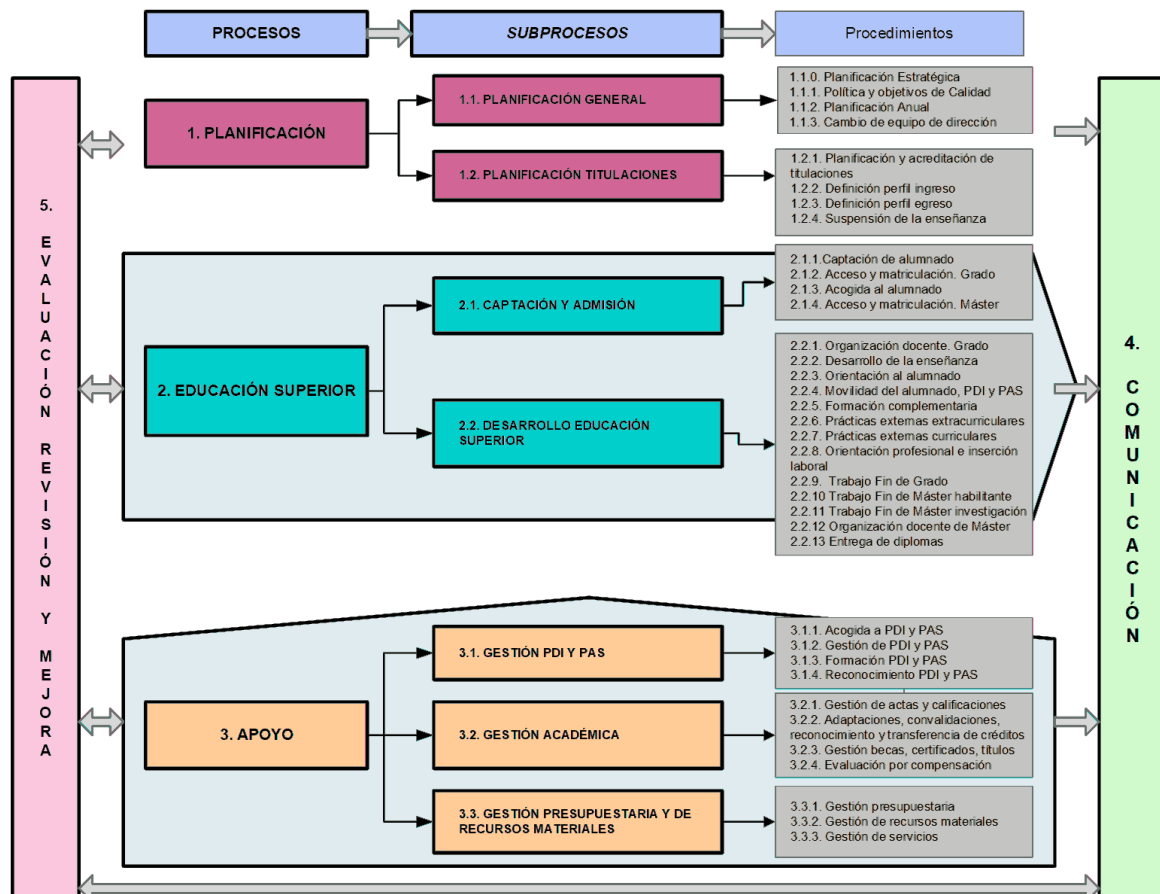 PROCESOS
SUBPROCESOS
Procedimientos
5. EVALUACIÓN REVISIÓN Y MEJORA
1. PLANIFICACIÓN
1.1. PLANIFICACIÓN GENERAL
1.1.0. Planificación Estratégica
1.1.1. Política y objetivos de Calidad
1.1.2. Planificación Anual
1.1.3. Cambio de equipo de dirección
1.2. PLANIFICACIÓN TITULACIONES
1.2.1. Planificación y acreditación de
titulaciones
1.2.2. Definición perfil ingreso
1.2.3. Definición perfil egreso
1.2.4. Suspensión de la enseñanza
2. EDUCACIÓN SUPERIOR
2.1. CAPTACIÓN Y ADMISIÓN
2.1.1.Captación de alumnado
2.1.2. Acceso y matriculación. Grado
2.1.3. Acogida al alumnado
2.1.4. Acceso y matriculación. Máster
2.2. DESARROLLO EDUCACIÓN
SUPERIOR
2.2.1. Organización docente. Grado
2.2.2. Desarrollo de la enseñanza
2.2.3. Orientación al alumnado
2.2.4. Movilidad del alumnado, PDI y PAS
2.2.5. Formación complementaria
2.2.6. Prácticas externas extracurriculares
2.2.7. Prácticas externas curriculares
2.2.8. Orientación profesional e inserción
laboral
2.2.9. Trabajo Fin de Grado
2.2.10 Trabajo Fin de Máster habilitante
2.2.11 Trabajo Fin de Máster investigación
2.2.12 Organización docente de Máster
2.2.13 Entrega de diplomas
3. APOYO
3.1. GESTIÓN PDI Y PAS
3.1.1. Acogida a PDI y PAS
3.1.2. Gestión de PDI y PAS
3.1.3. Formación PDI y PAS
3.1.4. Reconocimiento PDI y PAS
3.2. GESTIÓN ACADÉMICA
3.2.1. Gestión de actas y calificaciones
3.2.2. Adaptaciones, convalidaciones,
reconocimiento y transferencia de créditos
3.2.3. Gestión becas, certificados, títulos
3.2.4. Evaluación por compensación
3.3. GESTIÓN PRESUPUESTARIA Y DE
RECURSOS MATERIALES
3.3.1. Gestión presupuestaria
3.3.2. Gestión de recursos materiales
3.3.3. Gestión de servicios
4. COMUNICACIÓN